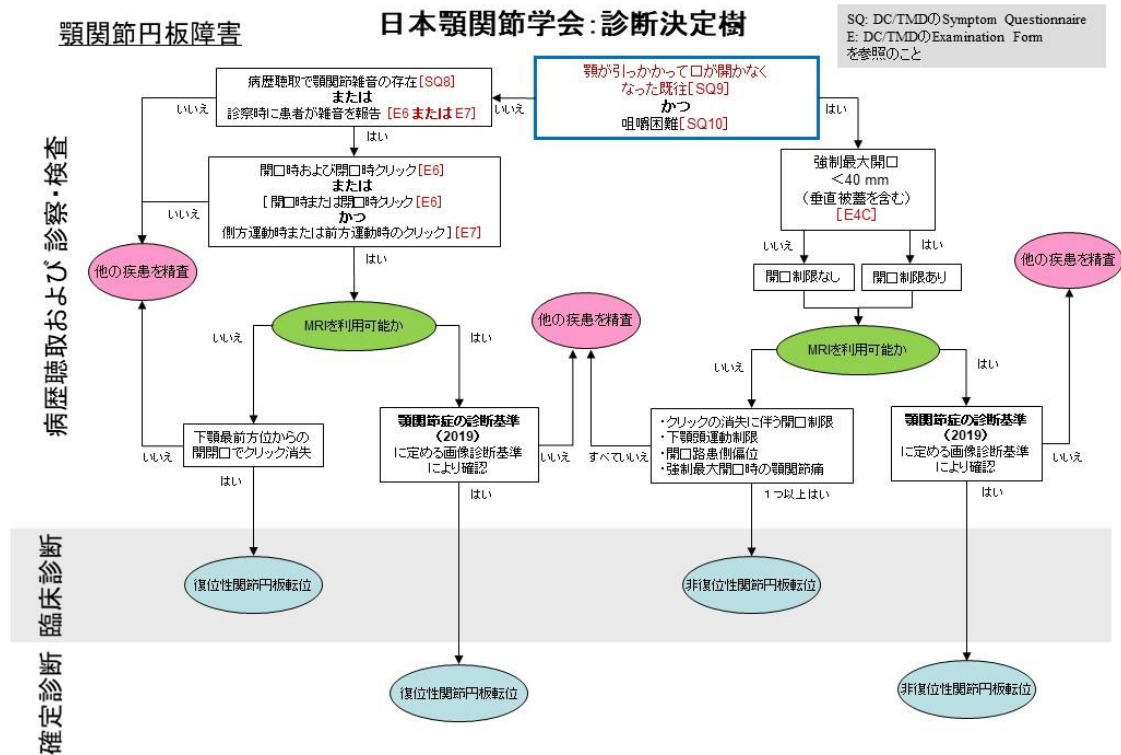 日本顎関節学会：診断決定樹
顎関節円板障害
SQ: DC/TMDのSymptom Questionnaire
E: DC/TMDのExamination Form
を参照のこと
病歴聴取および 診察・検査
顎が引っかかって口が開かなく
なった既往[SQ9]
かつ
咀嚼困難[SQ10]
いいえ
はい
病歴聴取で顎関節雑音の存在[SQ8]
または
診察時に患者が雑音を報告 [E6 または E7]
いいえ
はい
開口時および閉口時クリック[E6]
または
[ 開口時または閉口時クリック[E6]
かつ
側方運動時または前方運動時のクリック] [E7]
いいえ
はい
他の疾患を精査
MRIを利用可能か
いいえ
はい
下顎最前方位からの
開閉口でクリック消失
いいえ
はい
顎関節症の診断基準
（2019）
に定める画像診断基準
により確認
いいえ
はい
他の疾患を精査
強制最大開口
＜40 mm
（垂直被蓋を含む）
[E4C]
いいえ
はい
開口制限なし
開口制限あり
MRIを利用可能か
いいえ
はい
・クリックの消失に伴う開口制限
・下顎頭運動制限
・開口路患側偏位
・強制最大開口時の顎関節痛
すべていいえ
１つ以上はい
顎関節症の診断基準
（2019）
に定める画像診断基準
により確認
いいえ
はい
他の疾患を精査
臨床診断
復位性関節円板転位
非復位性関節円板転位
確定診断
復位性関節円板転位
非復位性関節円板転位